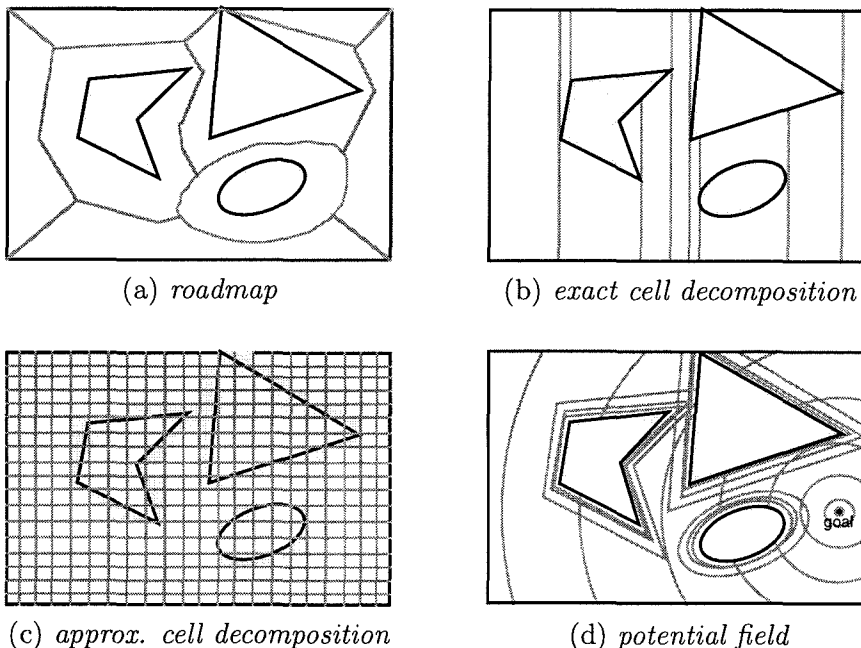 (a) roadmap
(b) exact cell decomposition
goal
(c) approx. cell decomposition
(d) potential field